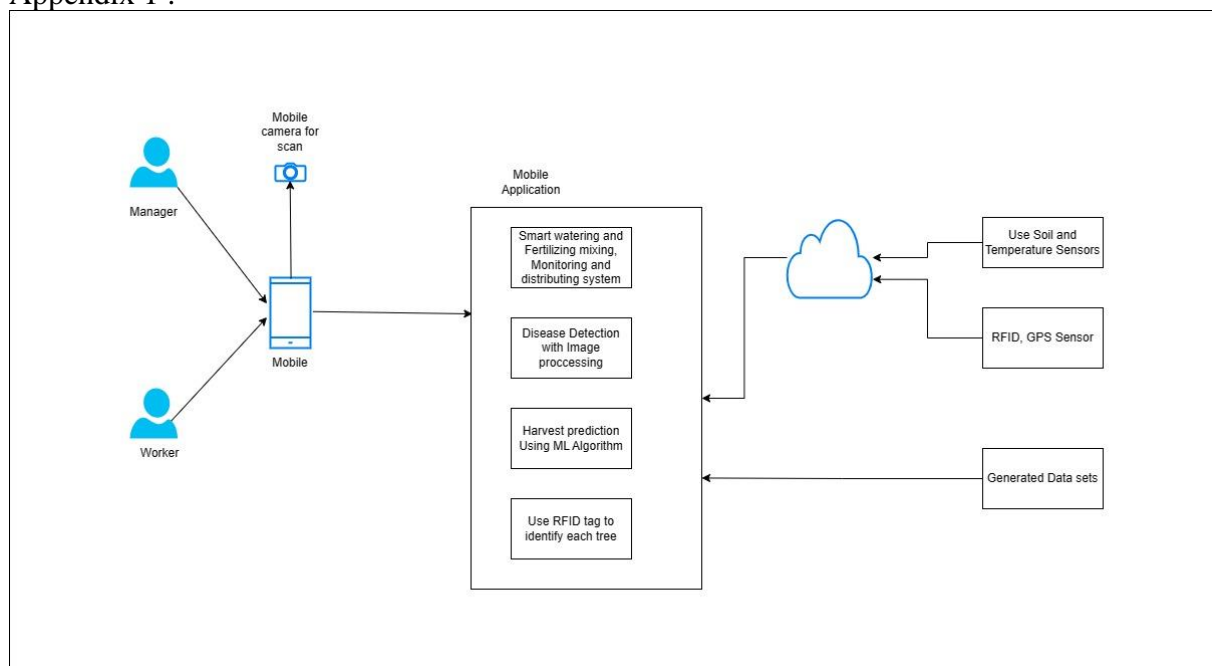 Appendix-1 :
Mobile
camera for
scan
Manager
Mobile
Worker
Mobile
Application
Smart watering and
Fertilizing mixing,
Monitoring and
distributing system
Disease Detection
with Image
proccessing
Harvest prediction
Using ML Algorithm
Use RFID tag to
identify each tree
Use Soil and
Temperature Sensors
RFID, GPS Sensor
Generated Data sets